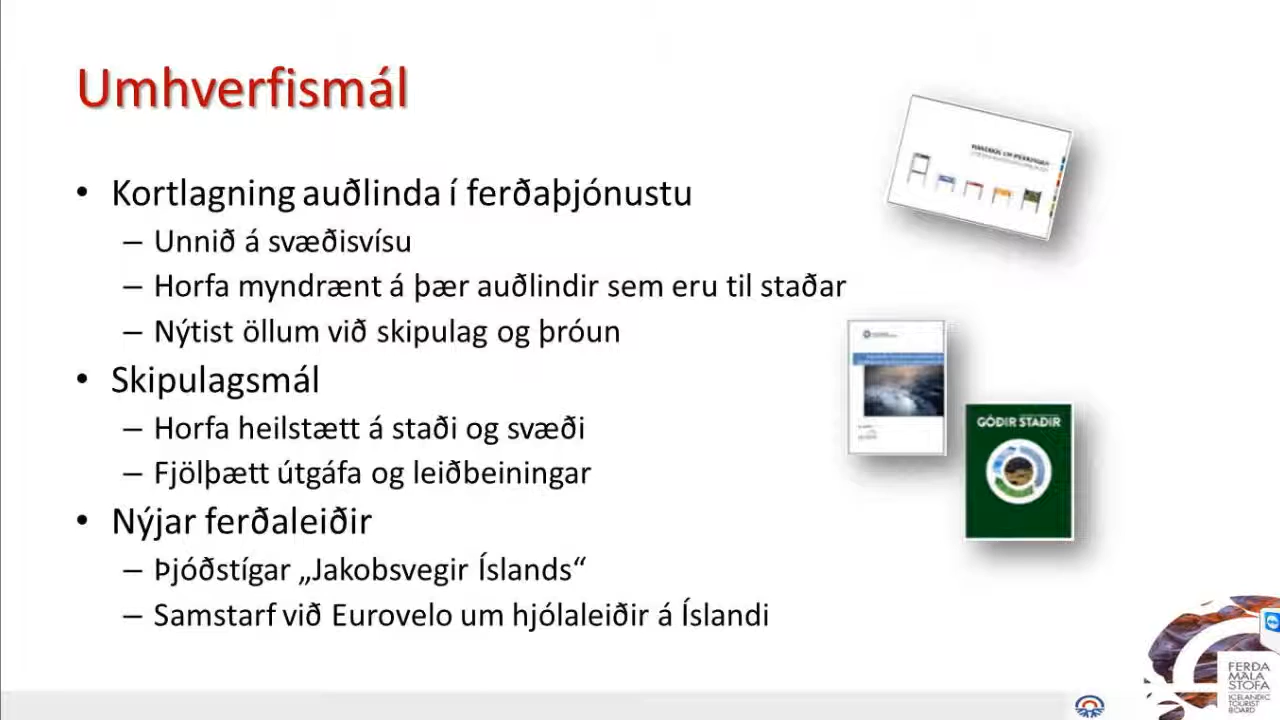 Umhverfismál
• Kortlagning auðlinda í ferðaþjónustu
– Unnið á svæðisvísu
– Horfa myndrænt á þær auðlindir sem eru til staðar
– Nýtist öllum við skipulag og þróun
• Skipulagsmál
– Horfa heilstætt á staði og svæði
– Fjölþætt útgáfa og leiðbeiningar
• Nýjar ferðaleiðir
– Þjóðstígar „Jakobsvegir Íslands“
– Samstarf við Eurovelo um hjólaleiðir á Íslandi
GÓÐIR STAÐIR
FERÐA
MÁLA
STOFA
ICELANDIC
TOURIST
BOARD